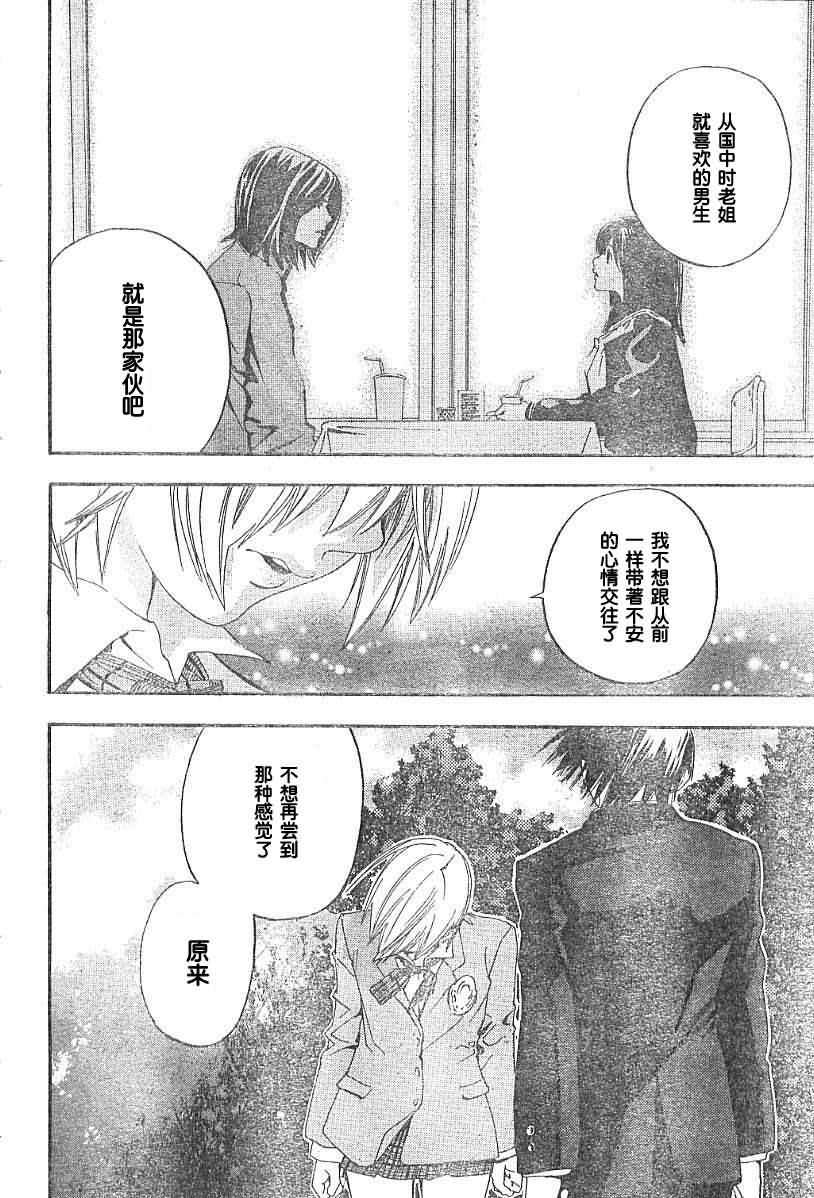 从国中时老姐
就喜欢的男生
就是那家伙吧
我不想跟从前
一样带著不安
的心情交往了
不想再尝到
那种感觉了
原来